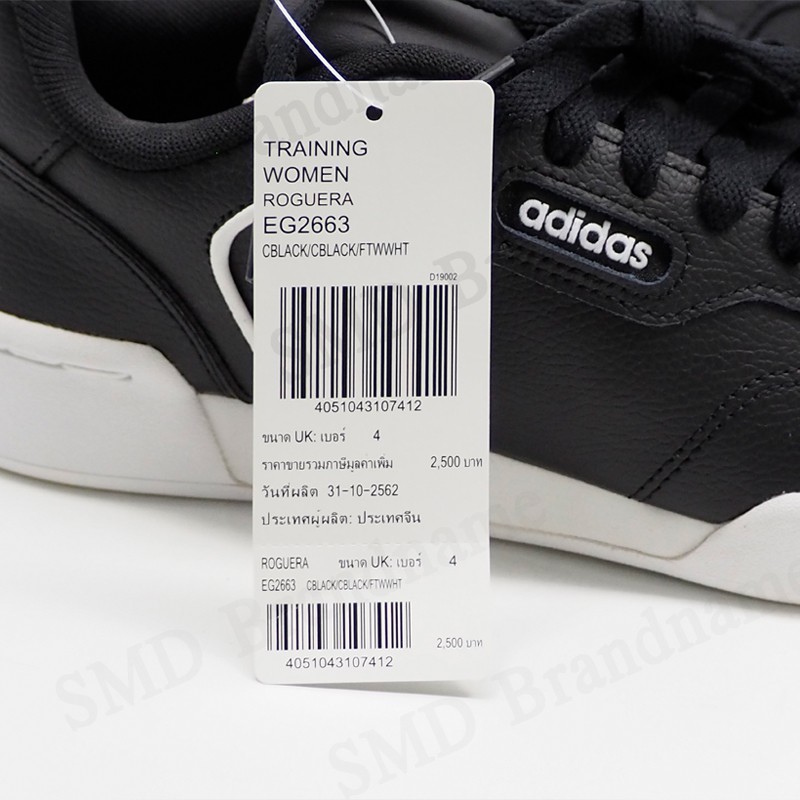 TRAINING
WOMEN
ROGUERA
EG2663
CBLACK/CBLACK/FTWWHT
D19002
4051043107412
ขนาด UK: เบอร์ 4
ราคาขายรวมภาษีมูลค่าเพิ่ม 2,500 บาท
วันที่ผลิต 31-10-2562
ประเทศผู้ผลิต: ประเทศจีน
ROGUERA ขนาด UK: เบอร์ 4
EG2663 CBLACK/CBLACK/FTWWHT
4051043107412 2,500 บาท
adidas
SMD Brandname
SMD Brandname
SMD Brandname